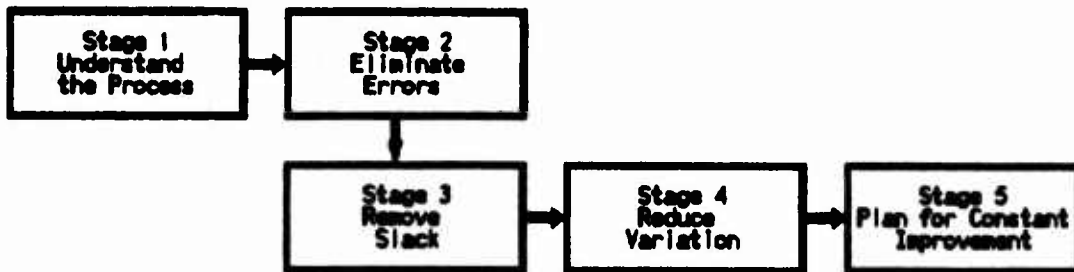 Stage 1
Understand
the Process
Stage 2
Eliminate
Errors
Stage 3
Remove
Slack
Stage 4
Reduce
Variation
Stage 5
Plan for Constant
Improvement